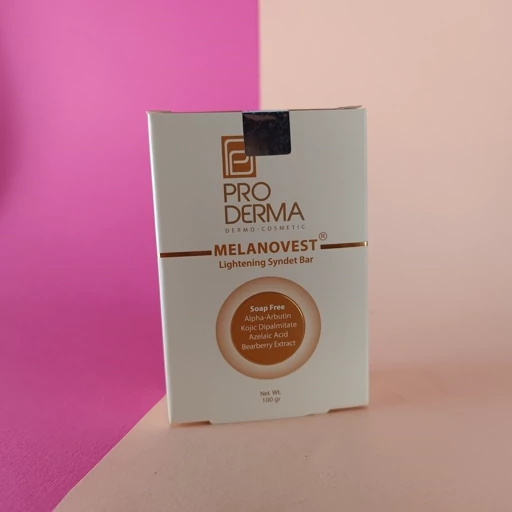 PRO
DERMA
DERMO-COSMETIC
MELANOVEST®
Lightening Syndet Bar
Soap Free
Alpha-Arbutin
Kojic Dipalmitate
Azelaic Acid
Bearberry Extract
Net Wt.
100 gr